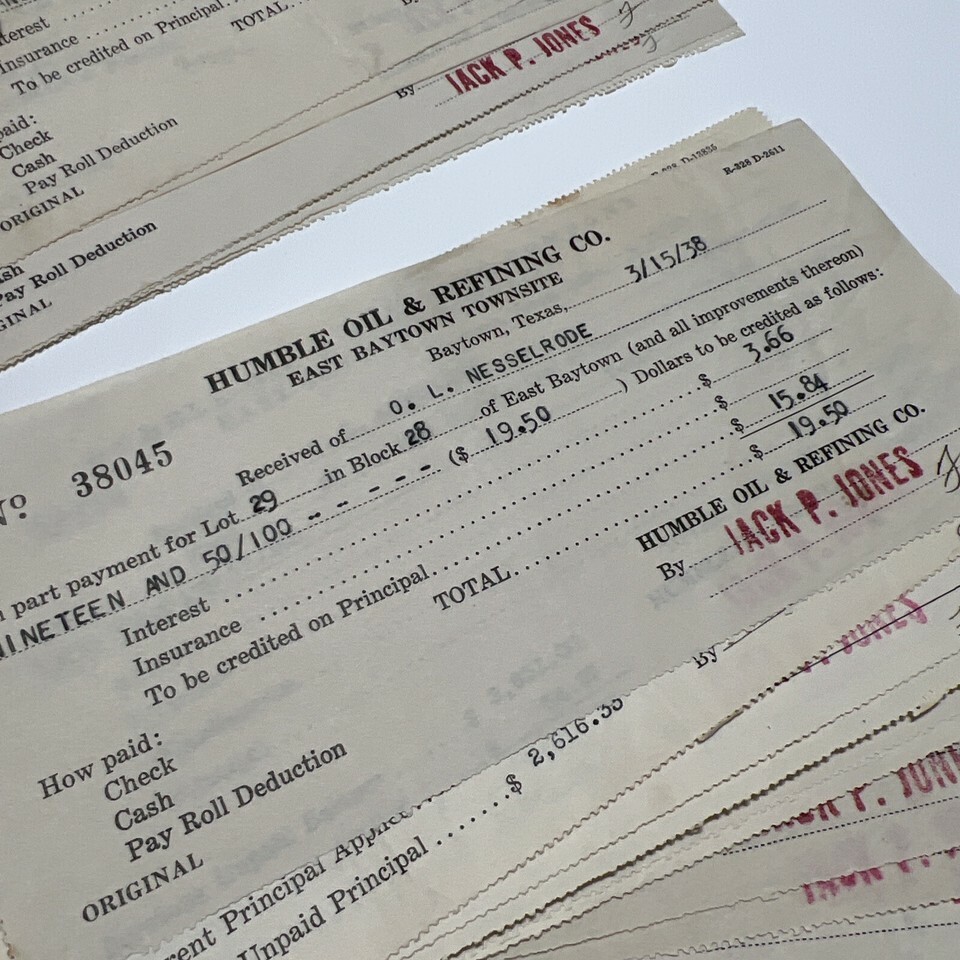 Interest
Insurance
To be credited on Principal
TOTAL
By JACK P. JONES
paid:
Check
Cash
Pay Roll Deduction
ORIGINAL
Pay Roll Deduction
R-328 D-2611
HUMBLE OIL & REFINING CO.
EAST BAYTOWN TOWNSITE
Baytown, Texas, 3/15/38
No 38045
Received of O. L. NESSELRODE
part payment for Lot 29 in Block 28 of East Baytown (and all improvements thereon)
NINETEEN AND 50/100 - - - - - ($ 19.50 ) Dollars to be credited as follows:
Interest $ 3.66
Insurance $
To be credited on Principal $ 15.84
TOTAL $ 19.50
HUMBLE OIL & REFINING CO.
By JACK P. JONES
How paid:
Check
Cash
Pay Roll Deduction
ORIGINAL
By
JONES
Principal
Unpaid Principal $ 2,616.35